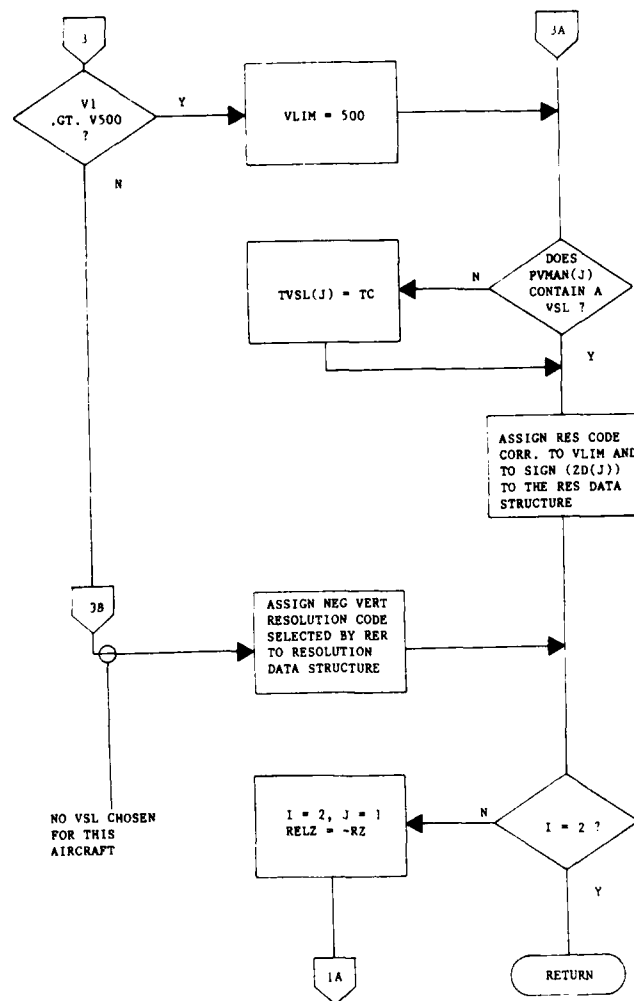 3
3A
V1
.GT. V500
?
Y
VLIM = 500
N
DOES
PVMAN(J)
CONTAIN A
VSL ?
N
TVSL(J) = TC
Y
ASSIGN RES CODE
CORR. TO VLIM AND
TO SIGN (ZD(J))
TO THE RES DATA
STRUCTURE
3B
ASSIGN NEG VERT
RESOLUTION CODE
SELECTED BY RER
TO RESOLUTION
DATA STRUCTURE
NO VSL CHOSEN
FOR THIS
AIRCRAFT
I = 2, J = 1
RELZ = ~RZ
N
I = 2 ?
Y
1A
RETURN